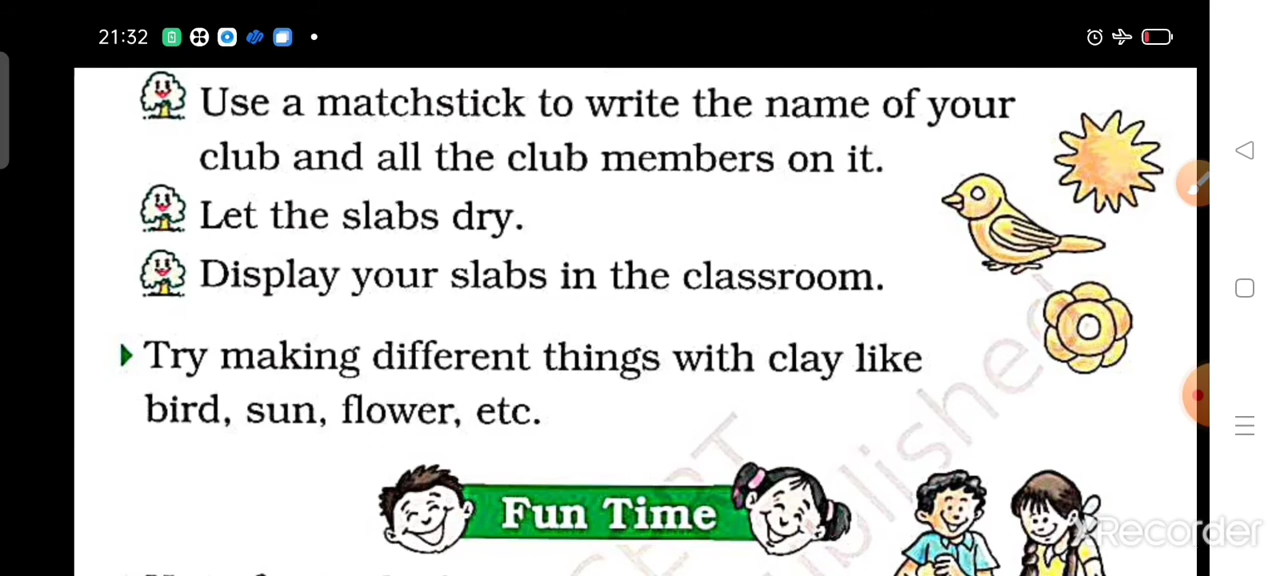 21:32
Use a matchstick to write the name of your
club and all the club members on it.
Let the slabs dry.
Display your slabs in the classroom.
Try making different things with clay like
bird, sun, flower, etc.
Fun Time
Recorder